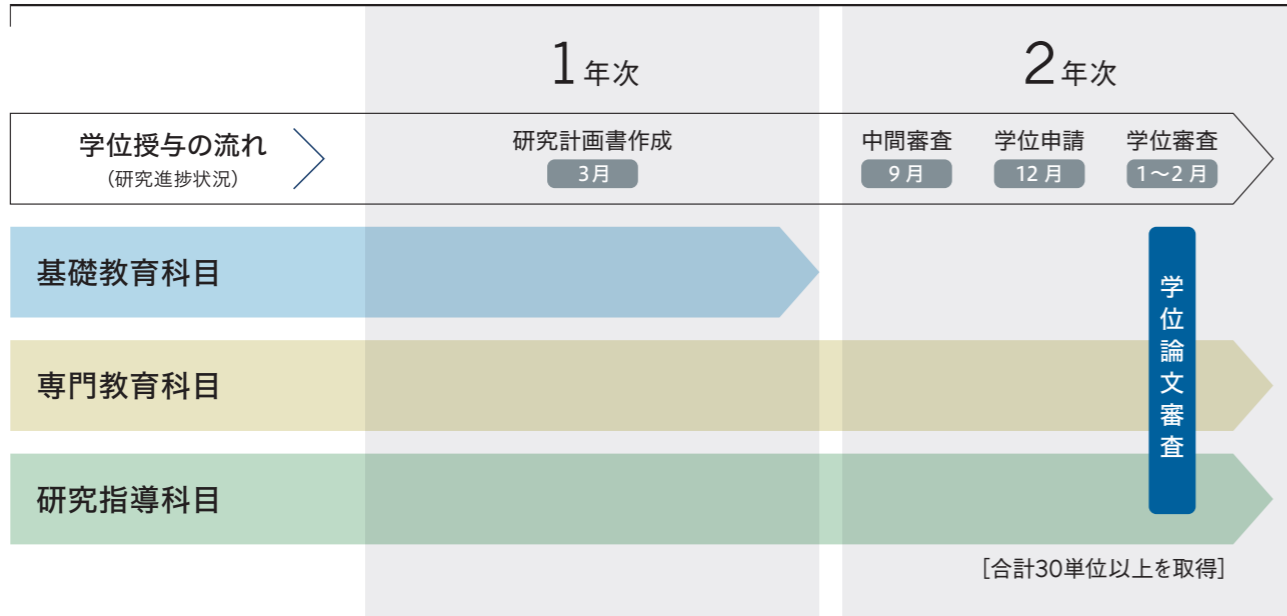 1年次
2年次
学位授与の流れ
(研究進捗状況)
研究計画書作成
3月
中間審査
9月
学位申請
12月
学位審査
1〜2月
基礎教育科目
専門教育科目
研究指導科目
学位論文審査
[合計30単位以上を取得]